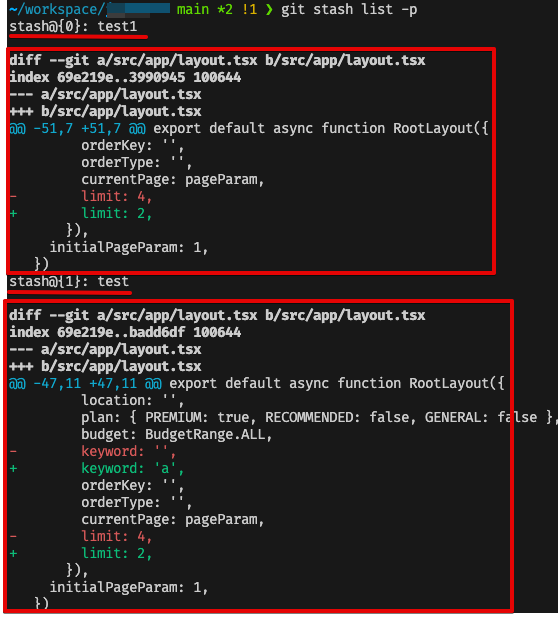 ~/workspace/ main *2 !1 ❯ git stash list -p
stash@{0}: test1
diff --git a/src/app/layout.tsx b/src/app/layout.tsx
index 69e219e..3990945 100644
--- a/src/app/layout.tsx
+++ b/src/app/layout.tsx
@@ -51,7 +51,7 @@ export default async function RootLayout({
orderKey: '',
orderType: '',
currentPage: pageParam,
- limit: 4,
+ limit: 2,
}),
initialPageParam: 1,
})
stash@{1}: test
diff --git a/src/app/layout.tsx b/src/app/layout.tsx
index 69e219e..badd6df 100644
--- a/src/app/layout.tsx
+++ b/src/app/layout.tsx
@@ -47,11 +47,11 @@ export default async function RootLayout({
location: '',
plan: { PREMIUM: true, RECOMMENDED: false, GENERAL: false },
budget: BudgetRange.ALL,
- keyword: '',
+ keyword: 'a',
orderKey: '',
orderType: '',
currentPage: pageParam,
- limit: 4,
+ limit: 2,
}),
initialPageParam: 1,
})